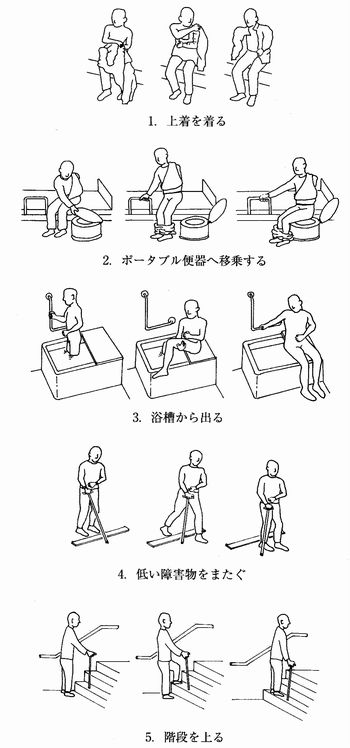 1. 上着を着る
2. ポータブル便器へ移乗する
3. 浴槽から出る
4. 低い障害物をまたぐ
5. 階段を上る